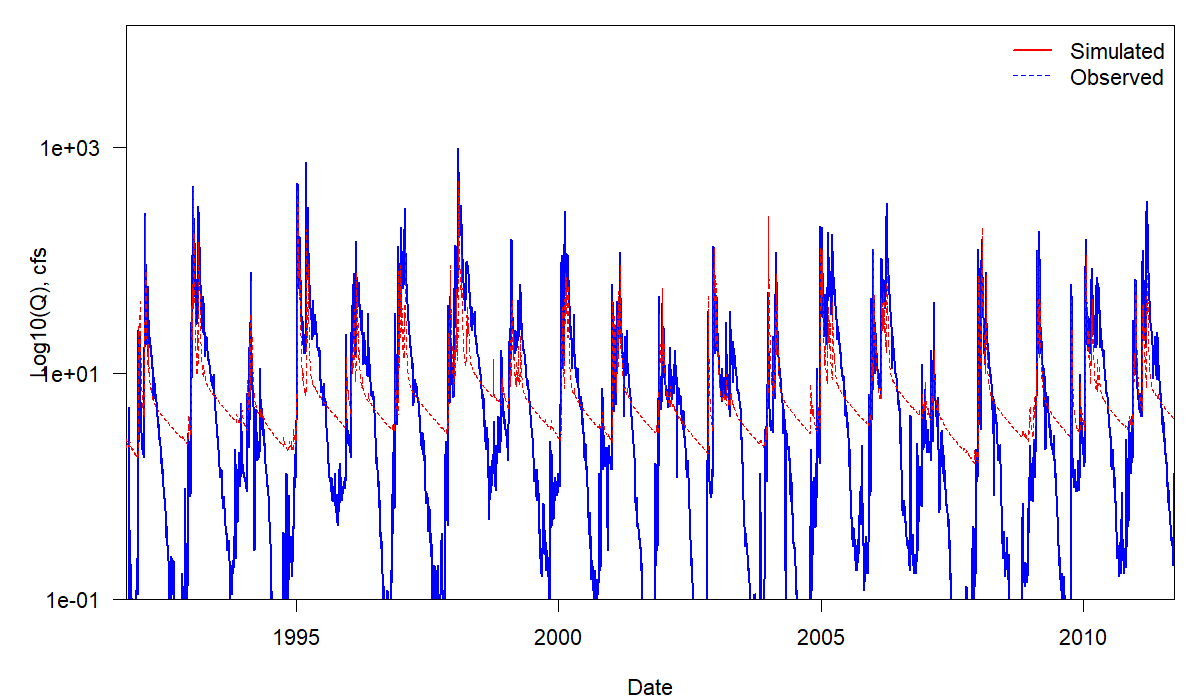 Simulated
Observed
Log10(Q), cfs
1e+03
1e+01
1e-01
1995
2000
2005
2010
Date